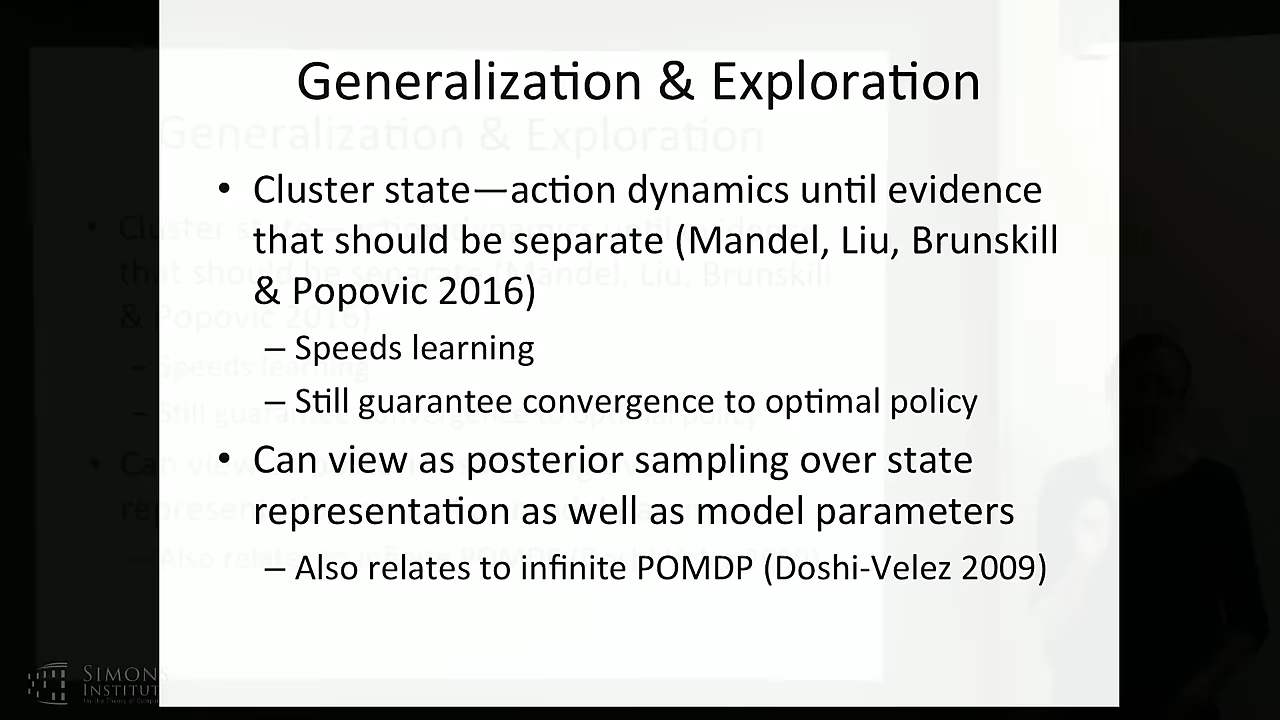 Generalization & Exploration
• Cluster state—action dynamics until evidence
that should be separate (Mandel, Liu, Brunskill
& Popovic 2016)
– Speeds learning
– Still guarantee convergence to optimal policy
• Can view as posterior sampling over state
representation as well as model parameters
– Also relates to infinite POMDP (Doshi-Velez 2009)
SIMONS
INSTITUT